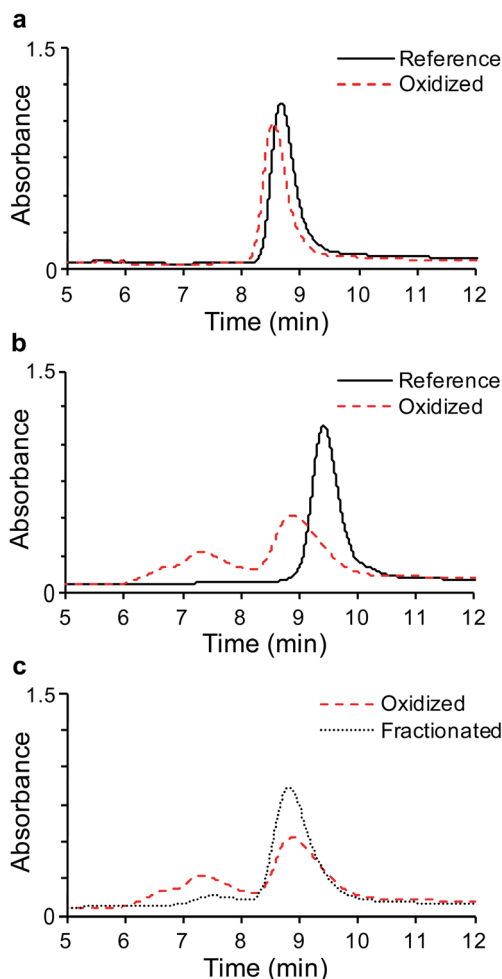 a
1.5
Reference
Oxidized
Absorbance
0
5 6 7 8 9 10 11 12
Time (min)
b
1.5
Reference
Oxidized
Absorbance
0
5 6 7 8 9 10 11 12
Time (min)
c
1.5
Oxidized
Fractionated
Absorbance
0
5 6 7 8 9 10 11 12
Time (min)